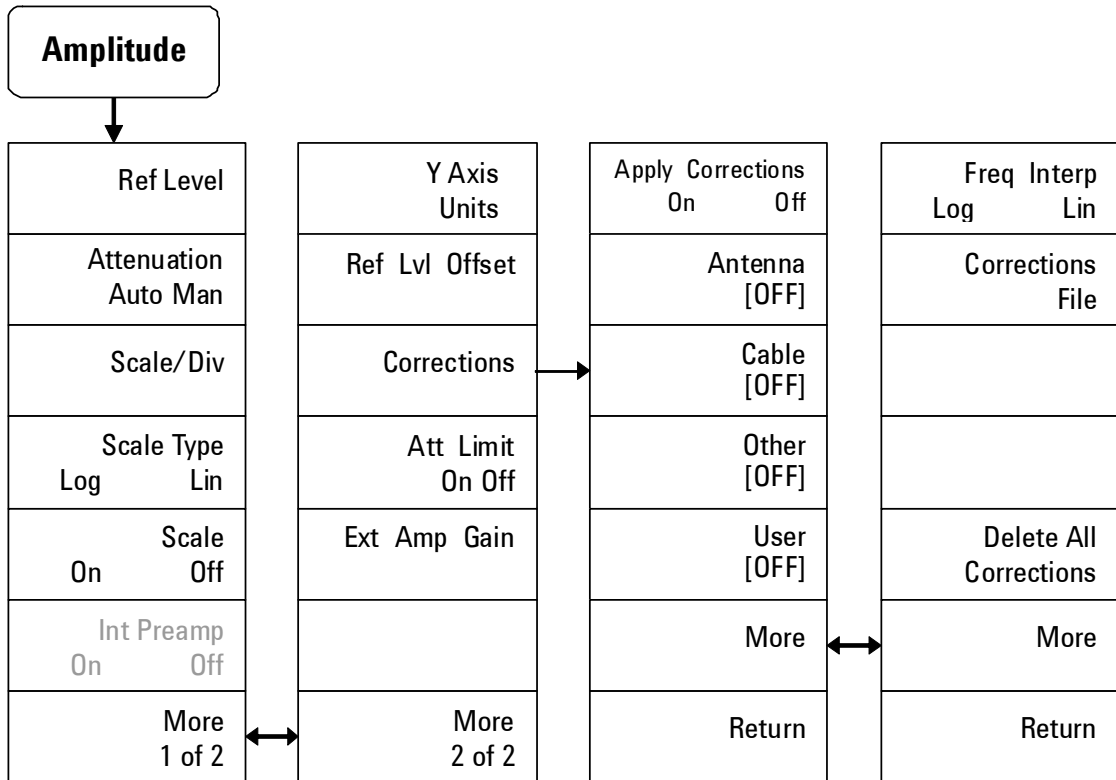 Amplitude
Ref Level
Attenuation
Auto Man
Scale/Div
Scale Type
Log Lin
Scale
On Off
Int Preamp
On Off
More
1 of 2
Y Axis
Units
Ref Lvl Offset
Corrections
Att Limit
On Off
Ext Amp Gain
More
2 of 2
Apply Corrections
On Off
Antenna
[OFF]
Cable
[OFF]
Other
[OFF]
User
[OFF]
More
Return
Freq Interp
Log Lin
Corrections
File
Delete All
Corrections
More
Return